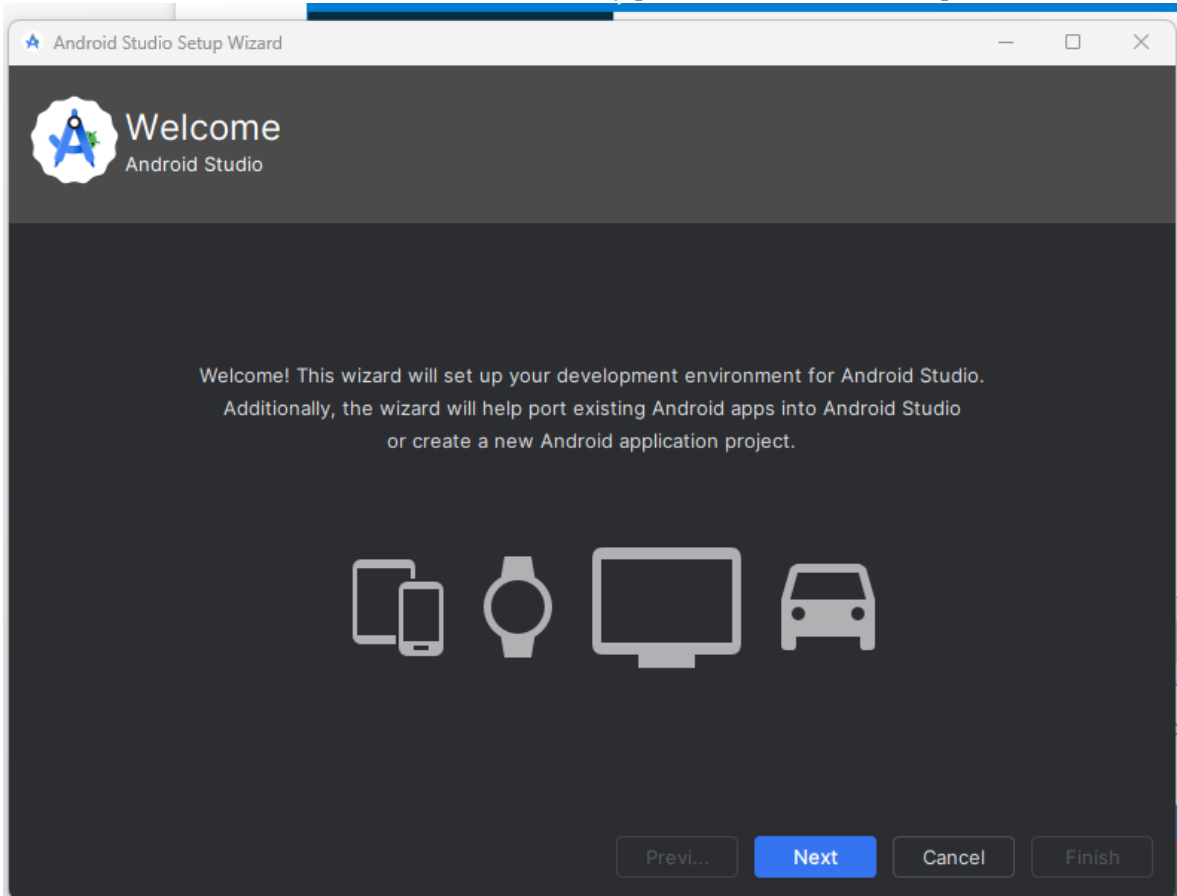 Android Studio Setup Wizard
Welcome
Android Studio
Welcome! This wizard will set up your development environment for Android Studio.
Additionally, the wizard will help port existing Android apps into Android Studio
or create a new Android application project.
Previ... Next Cancel Finish